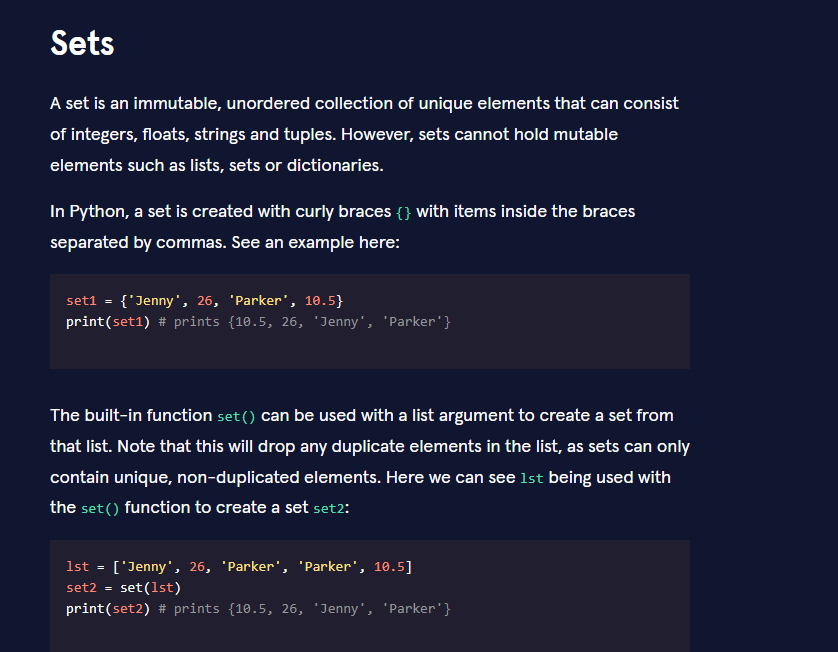 Sets
A set is an immutable, unordered collection of unique elements that can consist
of integers, floats, strings and tuples. However, sets cannot hold mutable
elements such as lists, sets or dictionaries.
In Python, a set is created with curly braces {} with items inside the braces
separated by commas. See an example here:
set1 = {'Jenny', 26, 'Parker', 10.5}
print(set1) # prints {10.5, 26, 'Jenny', 'Parker'}
The built-in function set() can be used with a list argument to create a set from
that list. Note that this will drop any duplicate elements in the list, as sets can only
contain unique, non-duplicated elements. Here we can see lst being used with
the set() function to create a set set2:
lst = ['Jenny', 26, 'Parker', 'Parker', 10.5]
set2 = set(lst)
print(set2) # prints {10.5, 26, 'Jenny', 'Parker'}